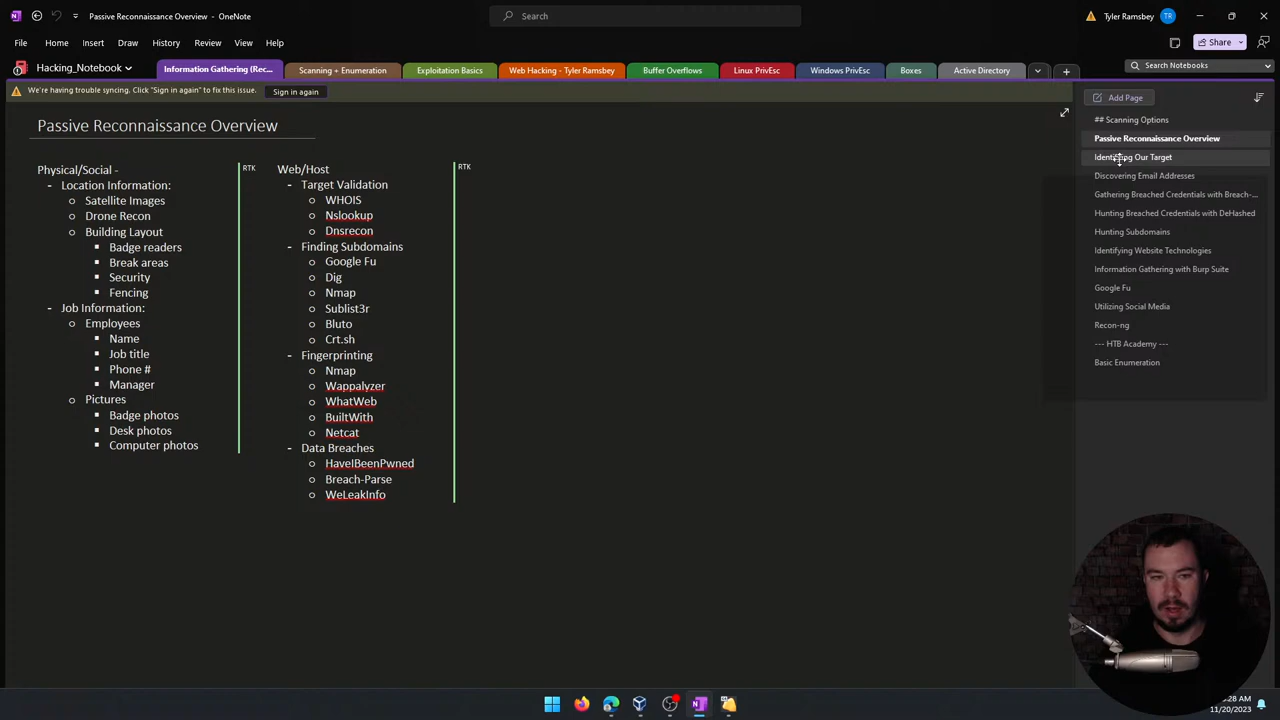 Passive Reconnaissance Overview - OneNote
Search
Tyler Ramsbey
TR
File
Home
Insert
Draw
History
Review
View
Help
Share
Hacking_Notebook
Information Gathering (Rec...
Scanning + Enumeration
Exploitation Basics
Web Hacking - Tyler Ramsbey
Buffer Overflows
Linux PrivEsc
Windows PrivEsc
Boxes
Active Directory
Search Notebooks
We're having trouble syncing. Click "Sign in again" to fix this issue.
Sign in again
Passive Reconnaissance Overview
Physical/Social -
- Location Information:
Satellite Images
Drone Recon
Building Layout
Badge readers
Break areas
Security
Fencing
- Job Information:
Employees
Name
Job title
Phone #
Manager
Pictures
Badge photos
Desk photos
Computer photos
RTK
Web/Host
- Target Validation
WHOIS
Nslookup
Dnsrecon
- Finding Subdomains
Google Fu
Dig
Nmap
Sublist3r
Bluto
Crt.sh
- Fingerprinting
Nmap
Wappalyzer
WhatWeb
BuiltWith
Netcat
- Data Breaches
HaveIBeenPwned
Breach-Parse
WeLeakInfo
RTK
Add Page
## Scanning Options
Passive Reconnaissance Overview
Identifying Our Target
Discovering Email Addresses
Gathering Breached Credentials with Breach-...
Hunting Breached Credentials with DeHashed
Hunting Subdomains
Identifying Website Technologies
Information Gathering with Burp Suite
Google Fu
Utilizing Social Media
Recon-ng
--- HTB Academy ---
Basic Enumeration
:28 AM
11/20/2023